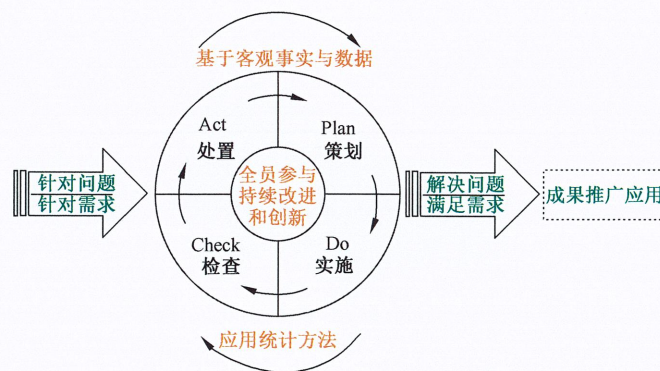 基于客观事实与数据
Act
处置
Plan
策划
针对问题
针对需求
全员参与
持续改进
和创新
解决问题
满足需求
成果推广应用
Check
检查
Do
实施
应用统计方法